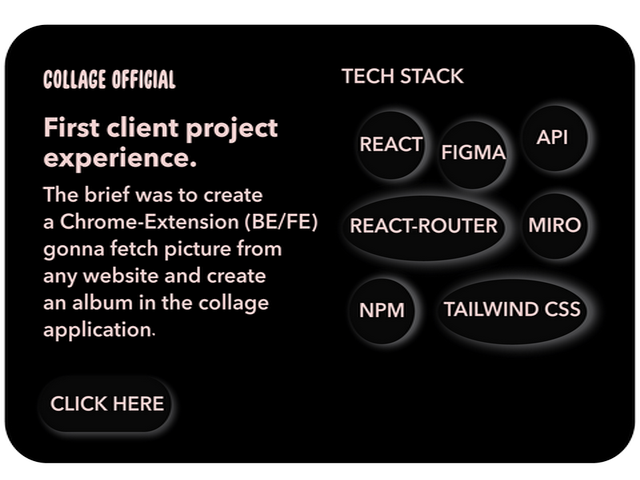 COLLAGE OFFICIAL
First client project
experience.
The brief was to create
a Chrome-Extension (BE/FE)
gonna fetch picture from
any website and create
an album in the collage
application.
CLICK HERE
TECH STACK
REACT
FIGMA
API
REACT-ROUTER
MIRO
NPM
TAILWIND CSS